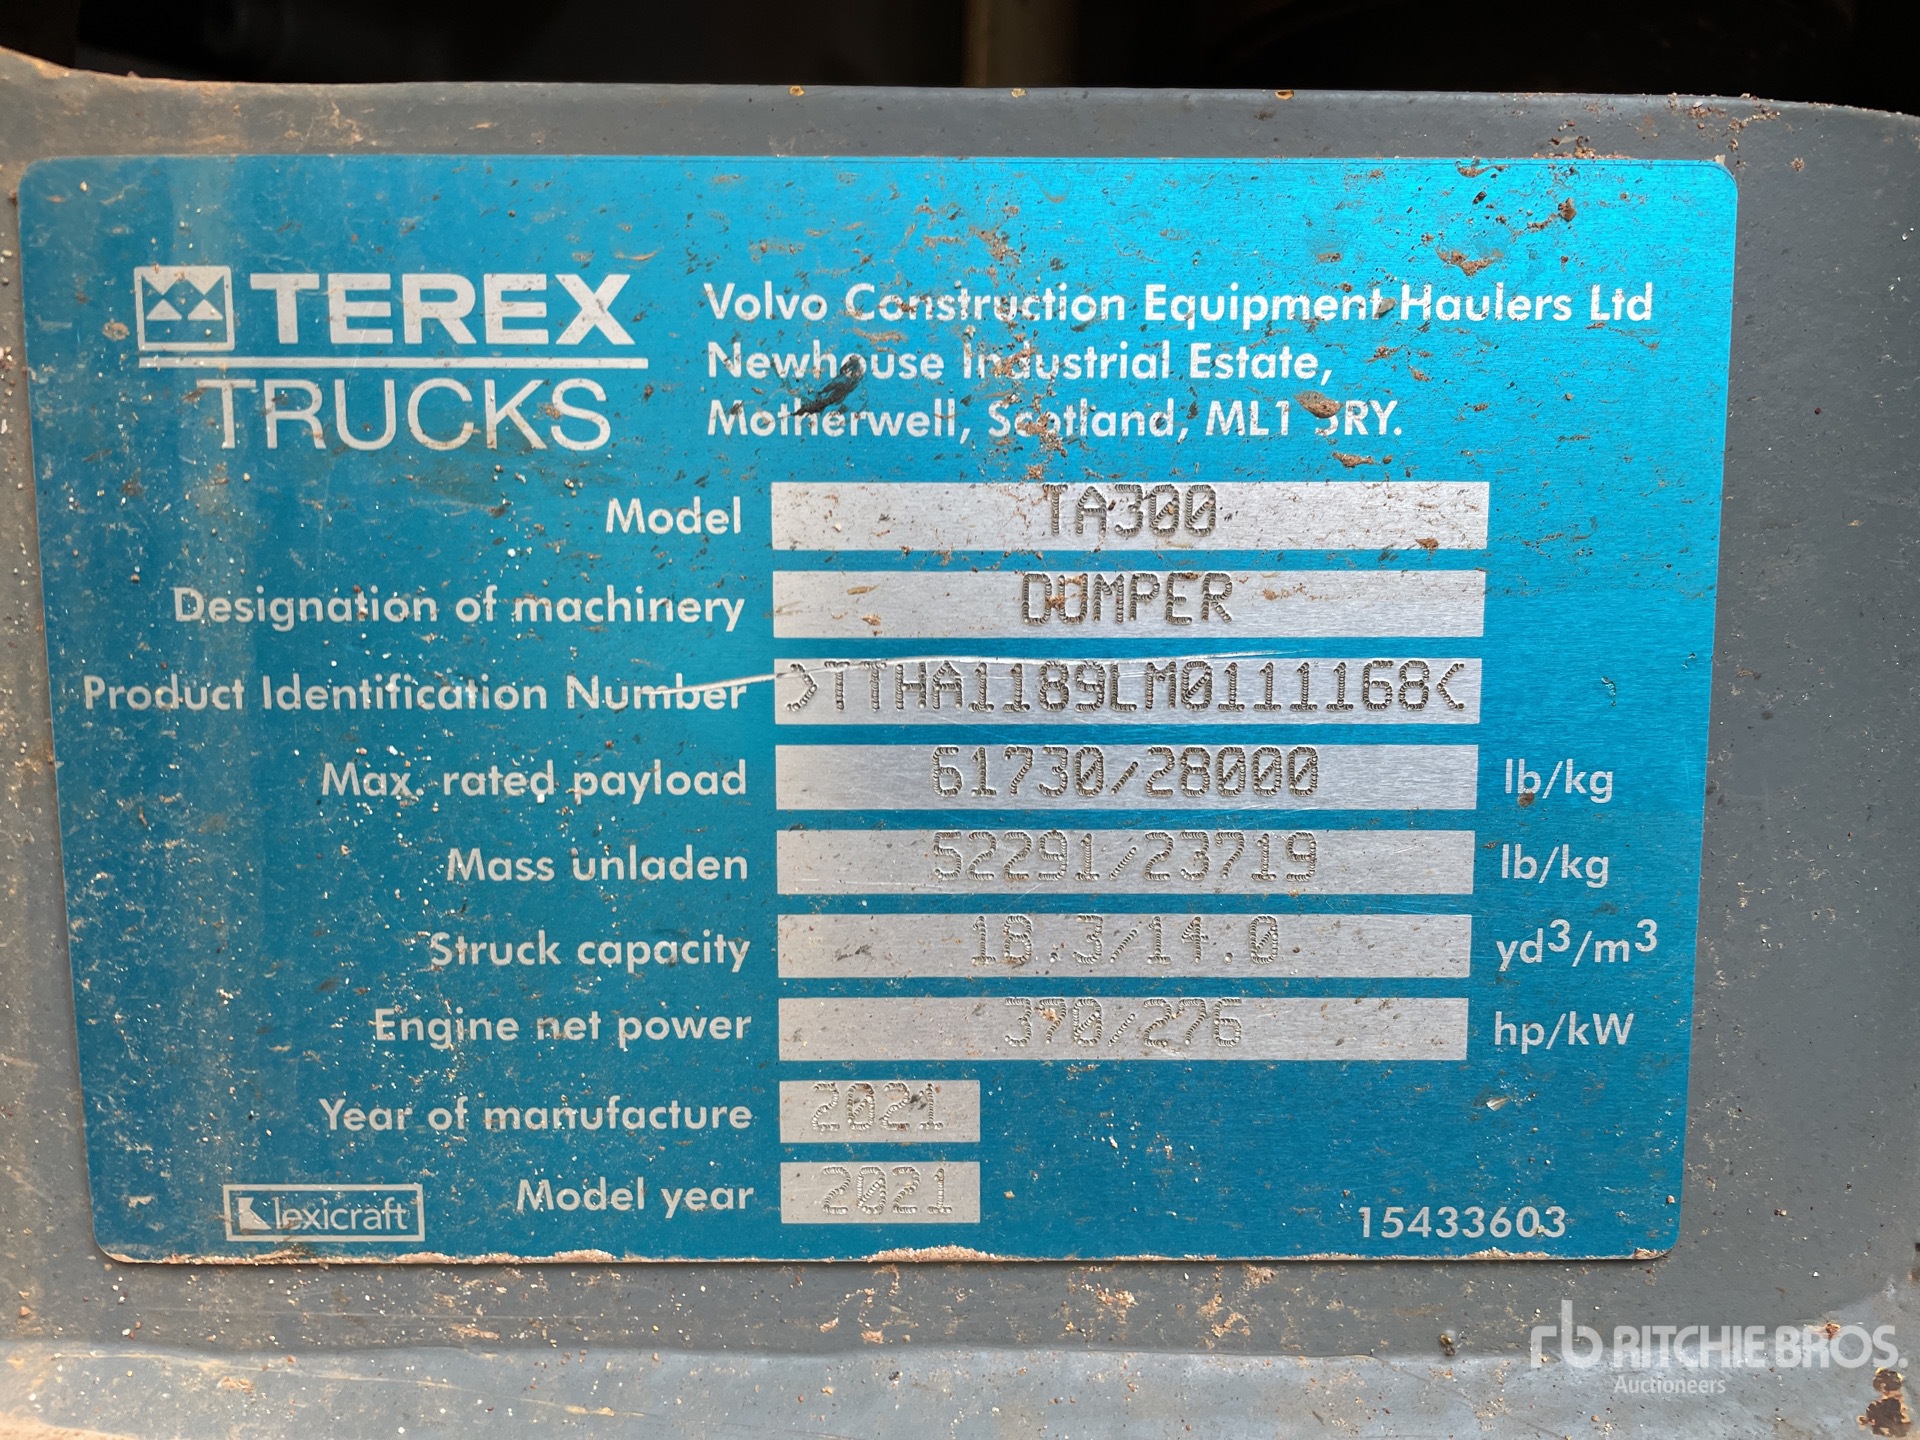 TEREX
TRUCKS
Volvo Construction Equipment Haulers Ltd
Newhouse Industrial Estate,
Motherwell, Scotland, ML1 5RY.
Model TA300
Designation of machinery DUMPER
Product Identification Number >TTHA1189LM0111168<
Max. rated payload 61730/28000 lb/kg
Mass unladen 52291/23719 lb/kg
Struck capacity 18.3/14.0 yd³/m³
Engine net power 370/276 hp/kW
Year of manufacture 2021
Model year 2021
lexicraft
15433603
rb RITCHIE BROS.
Auctioneers